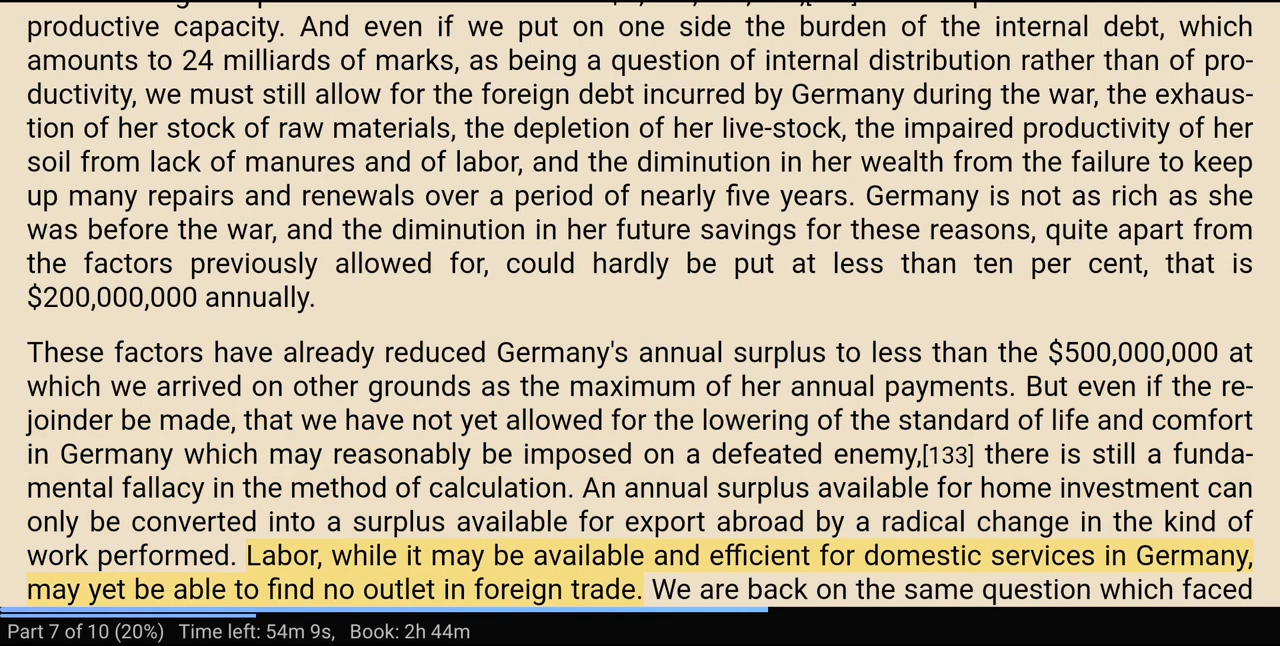 productive capacity. And even if we put on one side the burden of the internal debt, which
amounts to 24 milliards of marks, as being a question of internal distribution rather than of pro-
ductivity, we must still allow for the foreign debt incurred by Germany during the war, the exhaus-
tion of her stock of raw materials, the depletion of her live-stock, the impaired productivity of her
soil from lack of manures and of labor, and the diminution in her wealth from the failure to keep
up many repairs and renewals over a period of nearly five years. Germany is not as rich as she
was before the war, and the diminution in her future savings for these reasons, quite apart from
the factors previously allowed for, could hardly be put at less than ten per cent, that is
$200,000,000 annually.
These factors have already reduced Germany's annual surplus to less than the $500,000,000 at
which we arrived on other grounds as the maximum of her annual payments. But even if the re-
joinder be made, that we have not yet allowed for the lowering of the standard of life and comfort
in Germany which may reasonably be imposed on a defeated enemy,[133] there is still a funda-
mental fallacy in the method of calculation. An annual surplus available for home investment can
only be converted into a surplus available for export abroad by a radical change in the kind of
work performed. Labor, while it may be available and efficient for domestic services in Germany,
may yet be able to find no outlet in foreign trade. We are back on the same question which faced
Part 7 of 10 (20%) Time left: 54m 9s, Book: 2h 44m